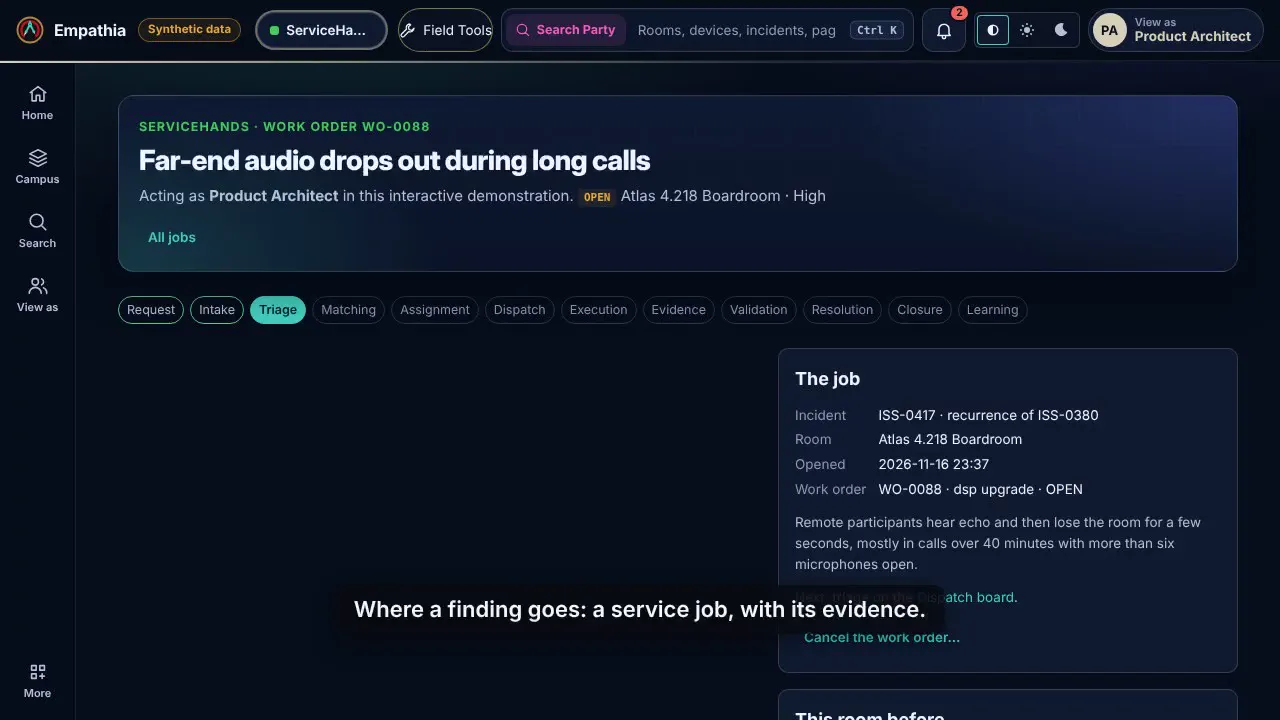 Empathia
Synthetic data
ServiceHa...
Field Tools
Search Party
Rooms, devices, incidents, pag
Ctrl K
2
PA
View as
Product Architect
Home
Campus
Search
View as
More
SERVICEHANDS · WORK ORDER WO-0088
Far-end audio drops out during long calls
Acting as Product Architect in this interactive demonstration. OPEN Atlas 4.218 Boardroom · High
All jobs
Request
Intake
Triage
Matching
Assignment
Dispatch
Execution
Evidence
Validation
Resolution
Closure
Learning
The job
Incident ISS-0417 · recurrence of ISS-0380
Room Atlas 4.218 Boardroom
Opened 2026-11-16 23:37
Work order WO-0088 · dsp upgrade · OPEN
Remote participants hear echo and then lose the room for a few
seconds, mostly in calls over 40 minutes with more than six
microphones open.
Next: triage on the Dispatch board.
Where a finding goes: a service job, with its evidence.
Cancel the work order...
This room before